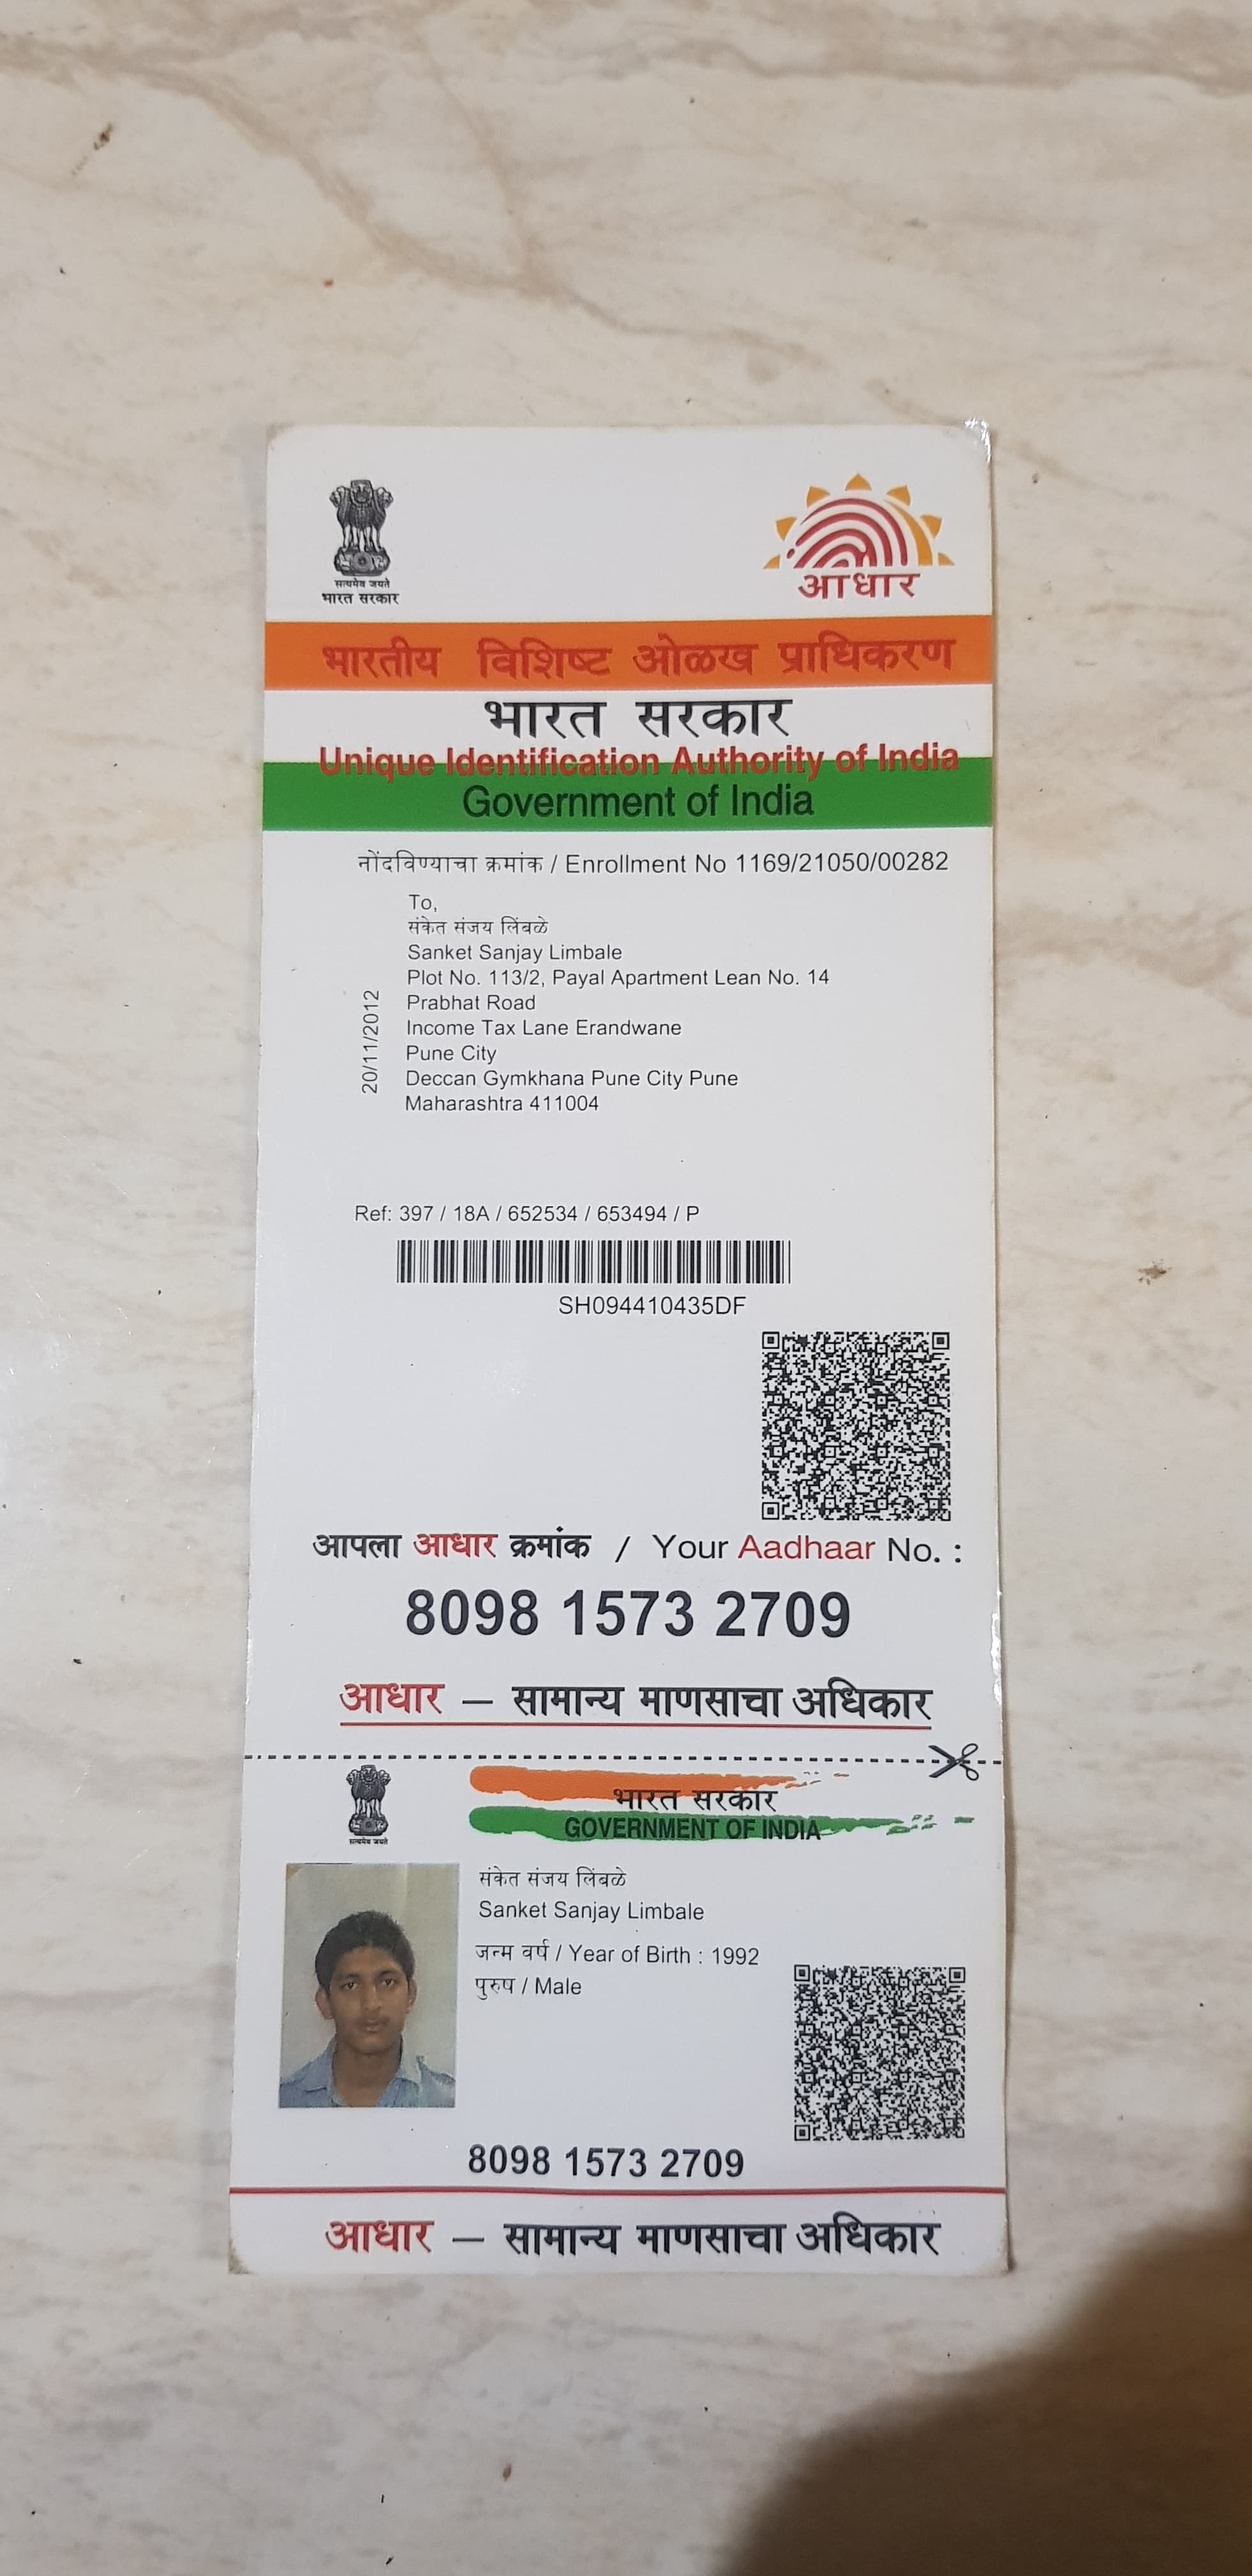 सत्यमेव जयते
भारत सरकार
आधार
भारतीय विशिष्ट ओळख प्राधिकरण
भारत सरकार
Unique Identification Authority of India
Government of India
नोंदविण्याचा क्रमांक / Enrollment No 1169/21050/00282
To,
संकेत संजय लिंबळे
Sanket Sanjay Limbale
Plot No. 113/2, Payal Apartment Lean No. 14
Prabhat Road
Income Tax Lane Erandwane
Pune City
Deccan Gymkhana Pune City Pune
Maharashtra 411004
20/11/2012
Ref: 397 / 18A / 652534 / 653494 / P
SH094410435DF
आपला आधार क्रमांक / Your Aadhaar No. :
8098 1573 2709
आधार – सामान्य माणसाचा अधिकार
सत्यमेव जयते
भारत सरकार
GOVERNMENT OF INDIA
संकेत संजय लिंबळे
Sanket Sanjay Limbale
जन्म वर्ष / Year of Birth : 1992
पुरुष / Male
8098 1573 2709
आधार – सामान्य माणसाचा अधिकार